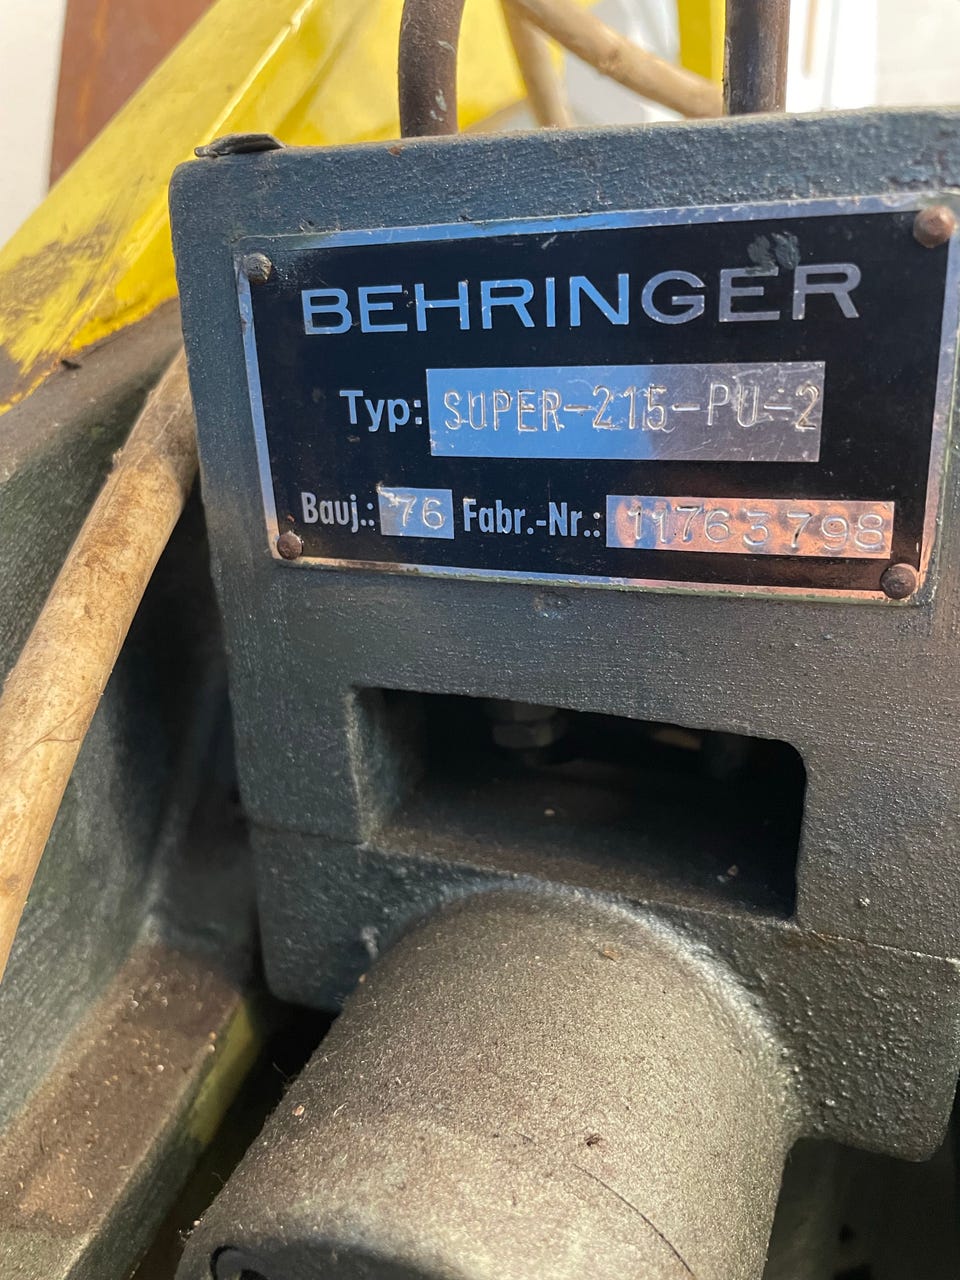 BEHRINGER
Typ: SUPER-215-PU-2
Bauj.: 76 Fabr.-Nr.: 11763798